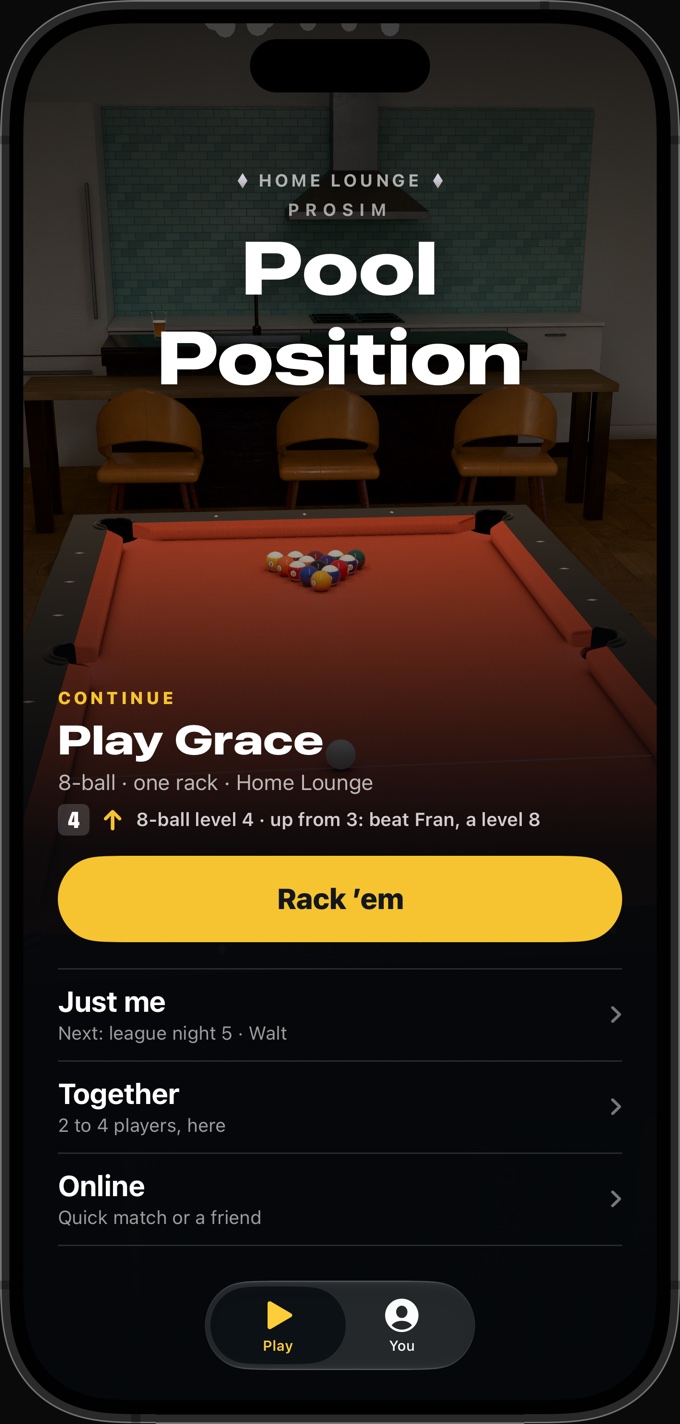 HOME LOUNGE
PROSIM
Pool
Position
CONTINUE
Play Grace
8-ball · one rack · Home Lounge
4 ↑ 8-ball level 4 · up from 3: beat Fran, a level 8
Rack ’em
Just me
Next: league night 5 · Walt
Together
2 to 4 players, here
Online
Quick match or a friend
Play
You